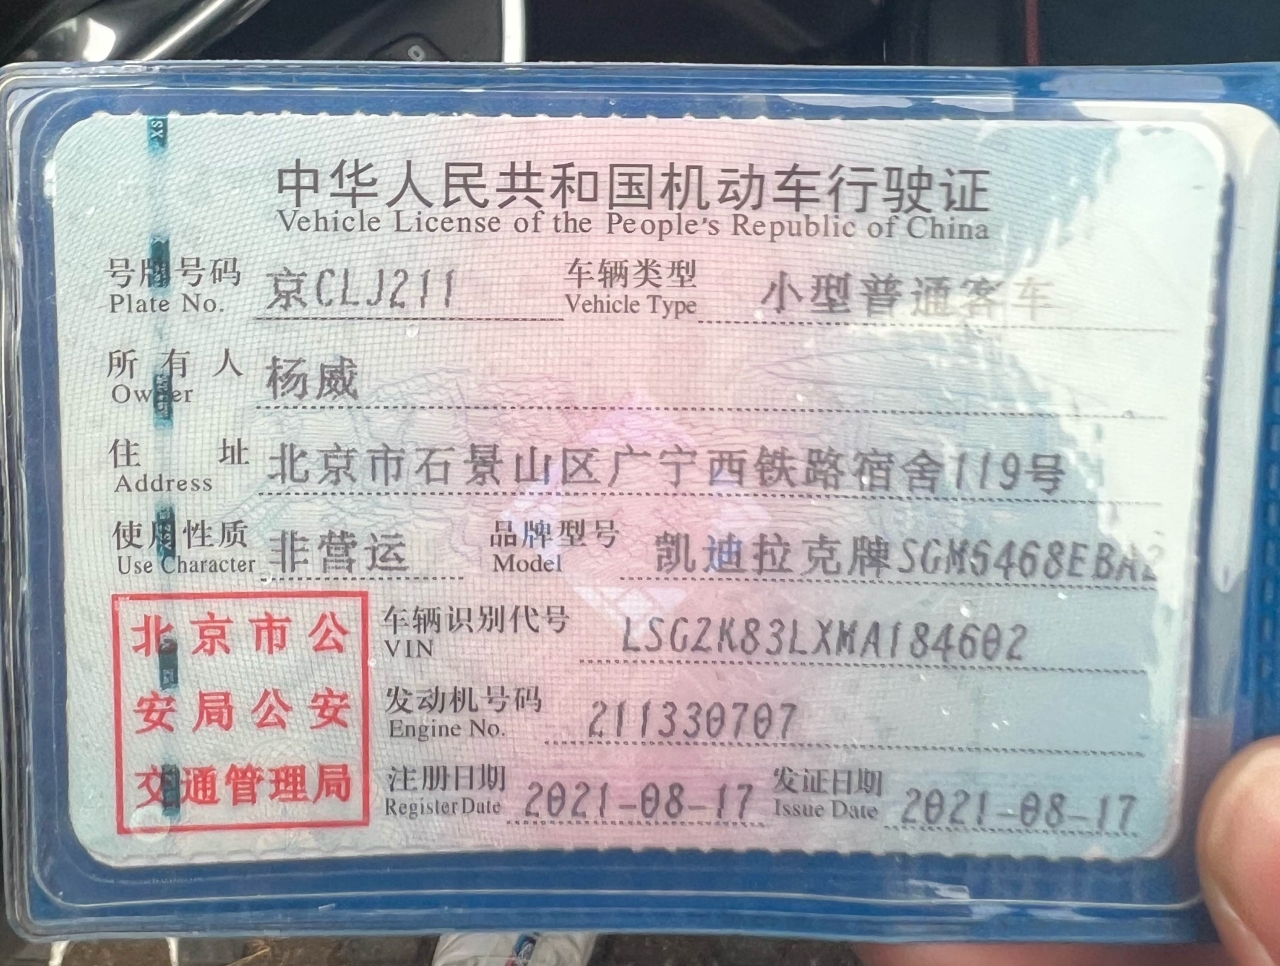 中华人民共和国机动车行驶证
Vehicle License of the People's Republic of China
号牌号码 京CLJ211 车辆类型 小型普通客车
Plate No. Vehicle Type
所有人 杨威
Owner
住址 北京市石景山区广宁西铁路宿舍119号
Address
使用性质 非营运 品牌型号 凯迪拉克牌SGM6468EBA2
Use Character Model
北京市公
安局公安
交通管理局
车辆识别代号 LSGZK83LXMA184602
VIN
发动机号码 211330707
Engine No.
注册日期 2021-08-17 发证日期 2021-08-17
Register Date Issue Date